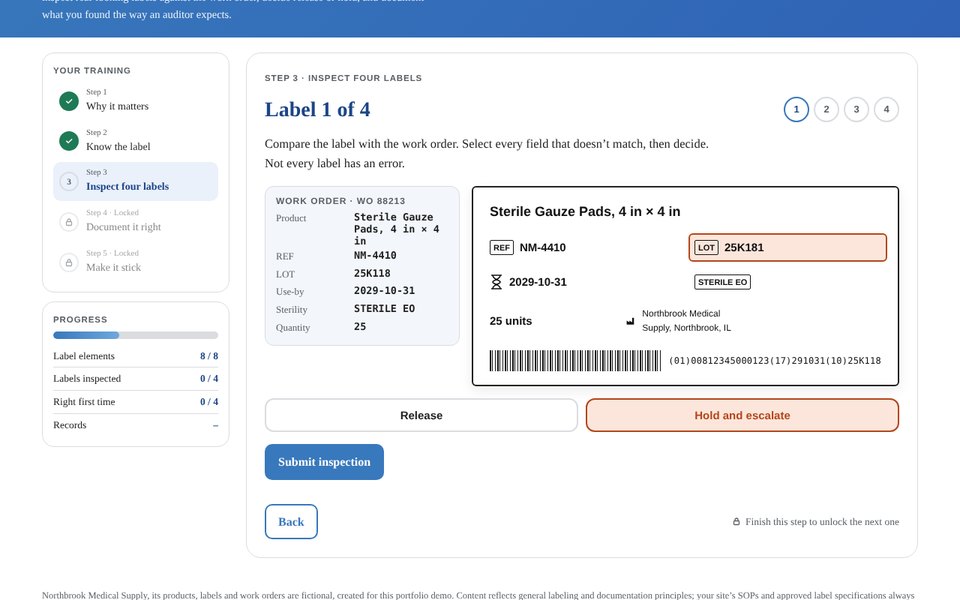 what you found the way an auditor expects.
YOUR TRAINING
Step 1
Why it matters
Step 2
Know the label
3
Step 3
Inspect four labels
Step 4 · Locked
Document it right
Step 5 · Locked
Make it stick
PROGRESS
Label elements 8 / 8
Labels inspected 0 / 4
Right first time 0 / 4
Records –
STEP 3 · INSPECT FOUR LABELS
Label 1 of 4
1 2 3 4
Compare the label with the work order. Select every field that doesn’t match, then decide.
Not every label has an error.
WORK ORDER · WO 88213
Product Sterile Gauze
Pads, 4 in × 4
in
REF NM-4410
LOT 25K118
Use-by 2029-10-31
Sterility STERILE EO
Quantity 25
Sterile Gauze Pads, 4 in × 4 in
REF NM-4410
LOT 25K181
2029-10-31
STERILE EO
25 units
Northbrook Medical
Supply, Northbrook, IL
(01)00812345000123(17)291031(10)25K118
Release
Hold and escalate
Submit inspection
Back
Finish this step to unlock the next one
Northbrook Medical Supply, its products, labels and work orders are fictional, created for this portfolio demo. Content reflects general labeling and documentation principles; your site’s SOPs and approved label specifications always